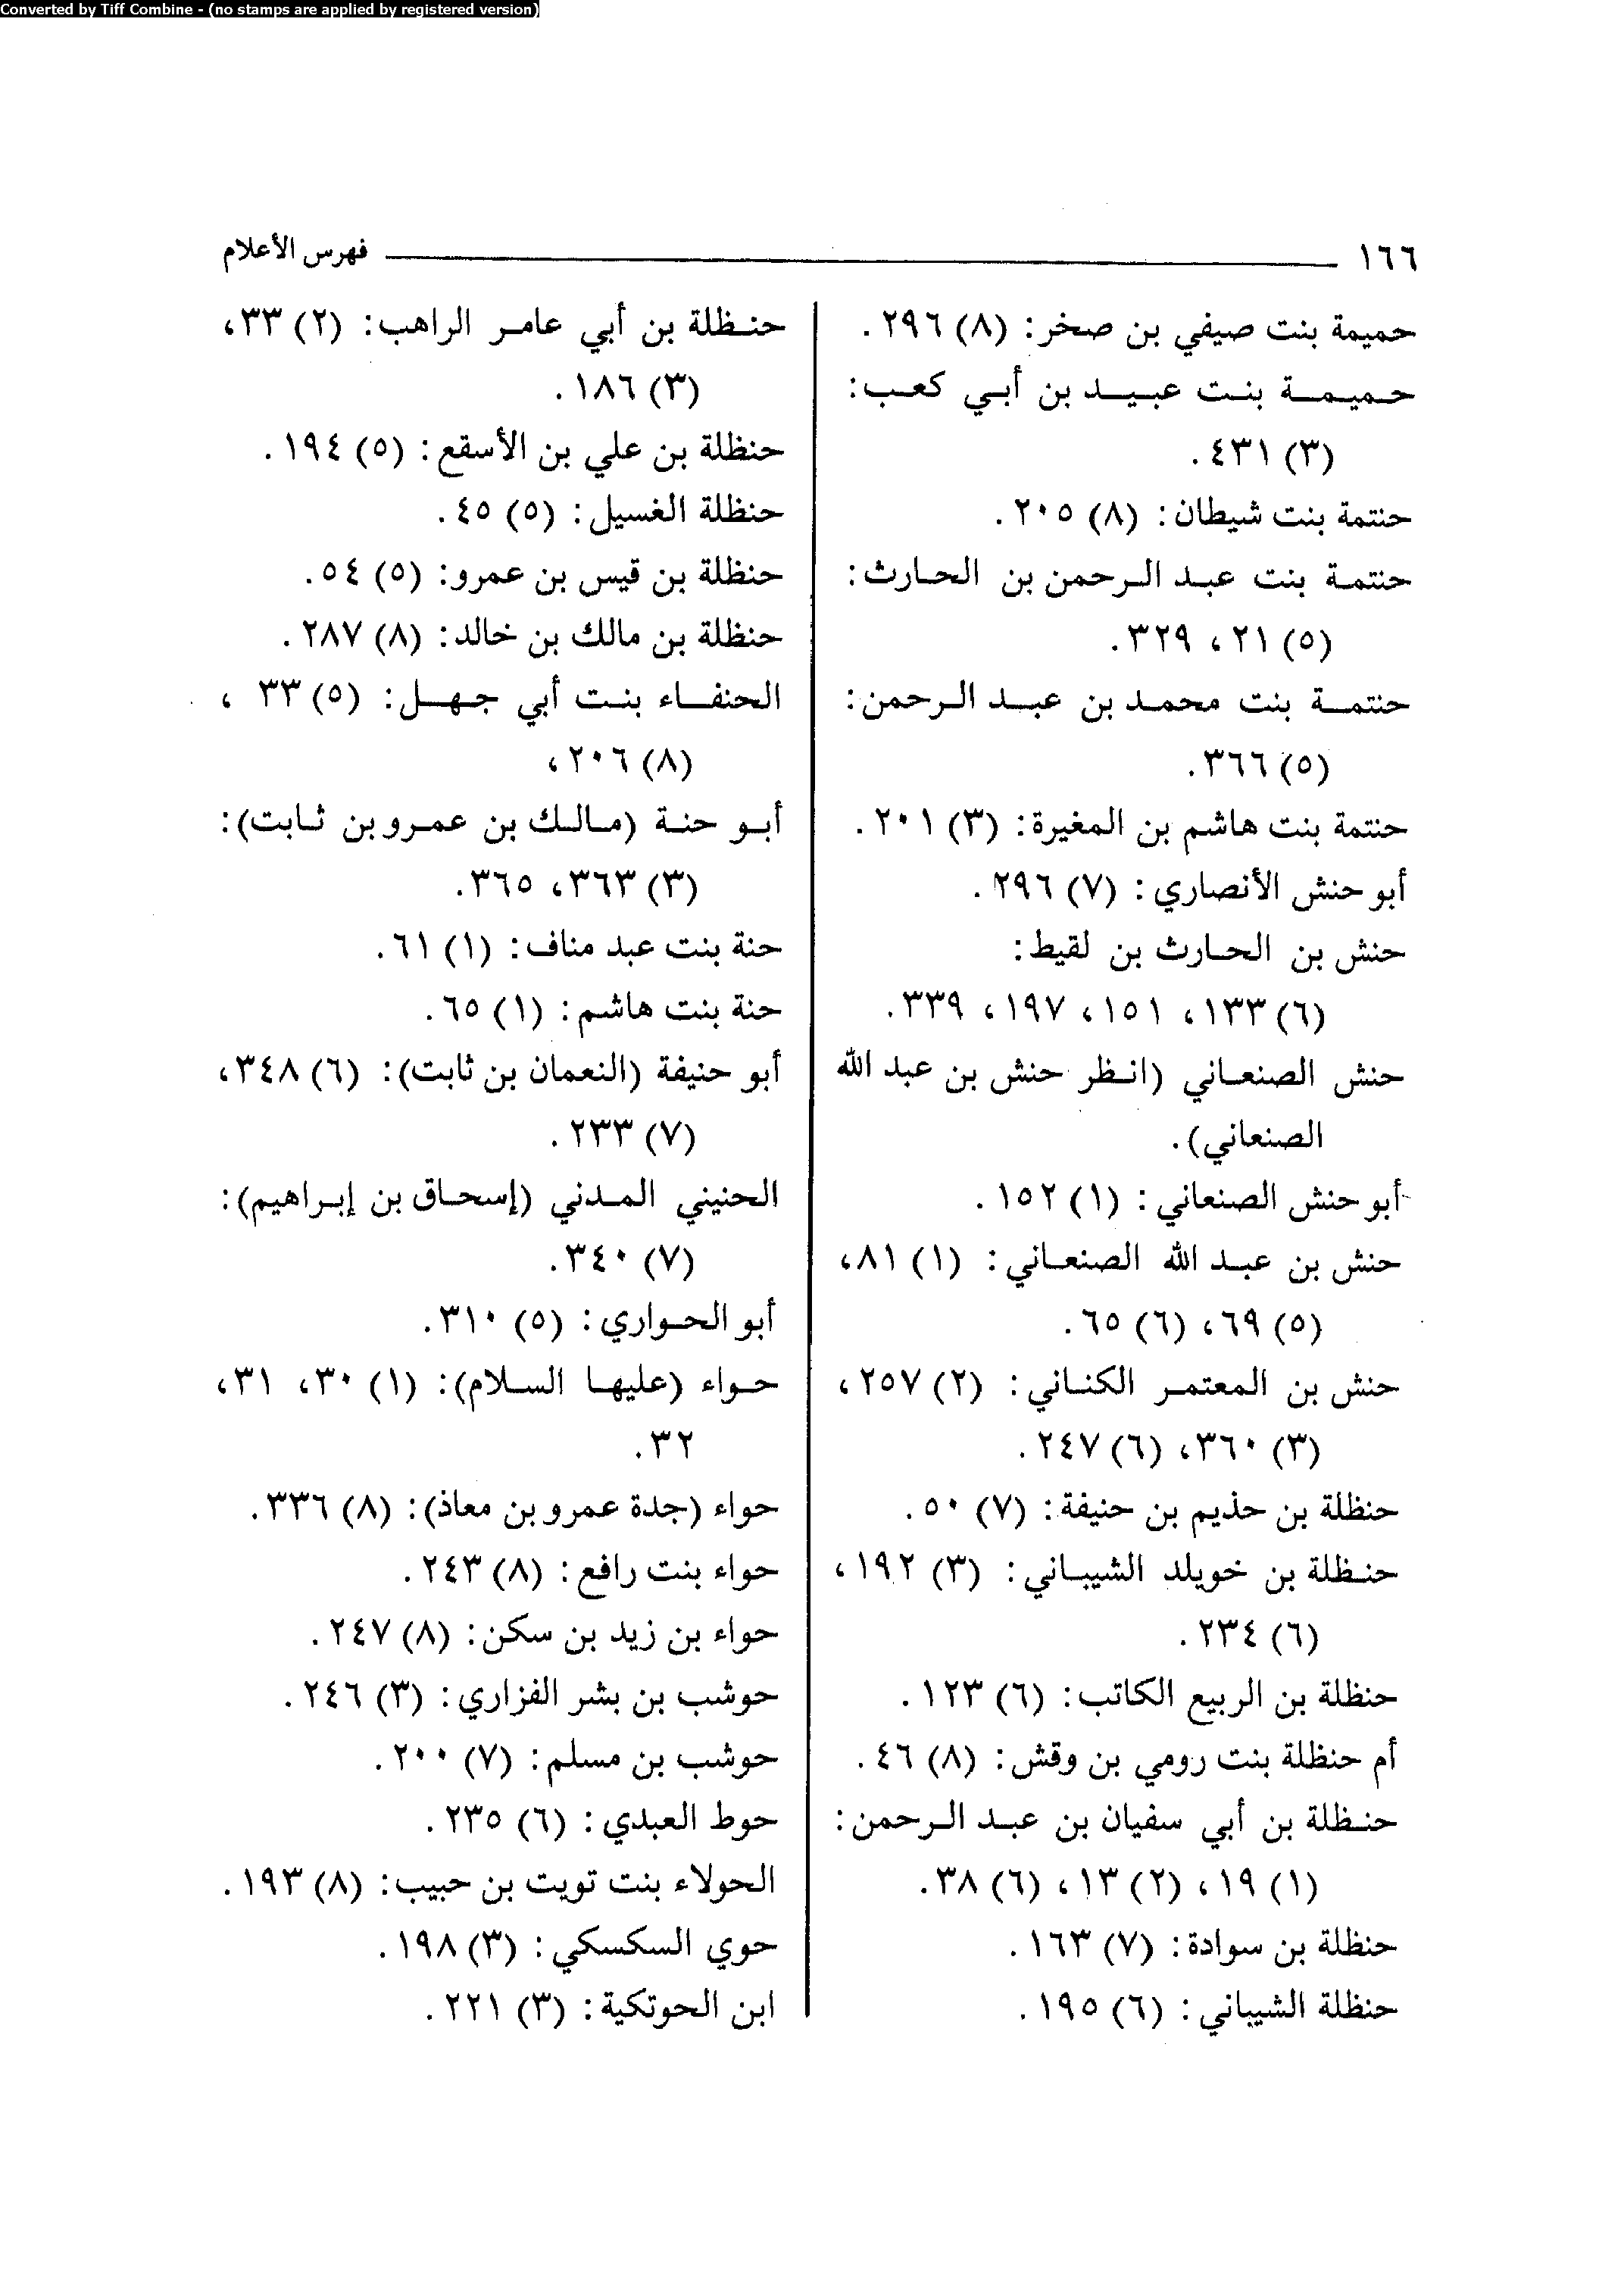 Converted by Tiff Combine - (no stamps are applied by registered version)
١٦٦ فهرس الأعلام
حميمة بنت صيفي بن صخر: (٨) ٢٩٦.
حميمة بنت عبيد بن أبي كعب:
(٣) ٤٣١.
حنتمة بنت شيطان: (٨) ٢٠٥.
حنتمة بنت عبد الرحمن بن الحارث:
(٥) ٢١، ٣٢٩.
حنتمة بنت محمد بن عبد الرحمن:
(٥) ٣٦٦.
حنتمة بنت هاشم بن المغيرة: (٣) ٢٠١.
أبو حنش الأنصاري: (٧) ٢٩٦.
حنش بن الحارث بن لقيط:
(٦) ١٣٣، ١٥١، ١٩٧، ٣٣٩.
حنش الصنعاني (انظر حنش بن عبد الله
الصنعاني).
أبو حنش الصنعاني: (١) ١٥٢.
حنش بن عبد الله الصنعاني: (١) ٨١،
(٥) ٦٩، (٦) ٦٥.
حنش بن المعتمر الكناني: (٢) ٢٥٧،
(٣) ٣٦٠، (٦) ٢٤٧.
حنظلة بن حذيم بن حنيفة: (٧) ٥٠.
حنظلة بن خويلد الشيباني: (٣) ١٩٢،
(٦) ٢٣٤.
حنظلة بن الربيع الكاتب: (٦) ١٢٣.
أم حنظلة بنت رومي بن وقش: (٨) ٤٦.
حنظلة بن أبي سفيان بن عبد الرحمن:
(١) ١٩، (٢) ١٣، (٦) ٣٨.
حنظلة بن سوادة: (٧) ١٦٣.
حنظلة الشيباني: (٦) ١٩٥.
حنظلة بن أبي عامر الراهب: (٢) ٣٣،
(٣) ١٨٦.
حنظلة بن علي بن الأسقع: (٥) ١٩٤.
حنظلة الغسيل: (٥) ٤٥.
حنظلة بن قيس بن عمرو: (٥) ٥٤.
حنظلة بن مالك بن خالد: (٨) ٢٨٧.
الحنفاء بنت أبي جهل: (٥) ٣٣،
(٨) ٢٠٦،
أبو حنة (مالك بن عمرو بن ثابت):
(٣) ٣٦٣، ٣٦٥.
حنة بنت عبد مناف: (١) ٦١.
حنة بنت هاشم: (١) ٦٥.
أبو حنيفة (النعمان بن ثابت): (٦) ٣٤٨،
(٧) ٢٣٣.
الحنيني المدني (إسحاق بن إبراهيم):
(٧) ٣٤٠.
أبو الحواري: (٥) ٣١٠.
حواء (عليها السلام): (١) ٣٠، ٣١،
٣٢.
حواء (جدة عمرو بن معاذ): (٨) ٣٣٦.
حواء بنت رافع: (٨) ٢٤٣.
حواء بن زيد بن سكن: (٨) ٢٤٧.
حوشب بن بشر الفزاري: (٣) ٢٤٦.
حوشب بن مسلم: (٧) ٢٠٠.
حوط العبدي: (٦) ٢٣٥.
الحولاء بنت تويت بن حبيب: (٨) ١٩٣.
حوي السكسكي: (٣) ١٩٨.
ابن الحوتكية: (٣) ٢٢١.